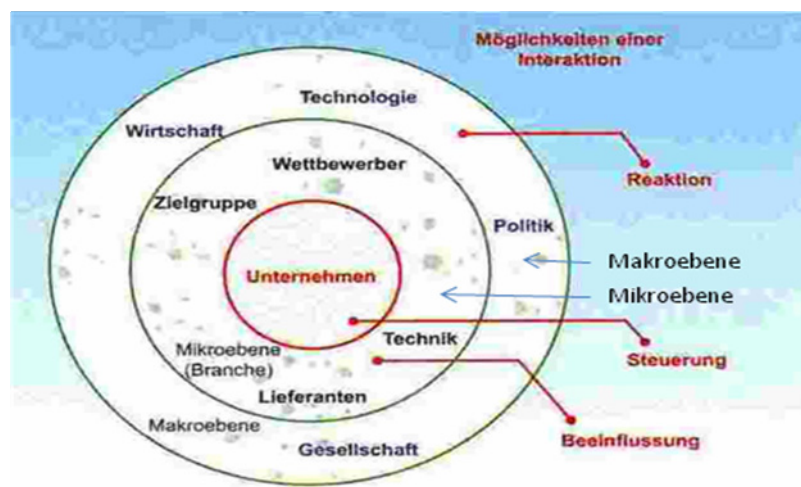 Möglichkeiten einer
Interaktion
Technologie
Wirtschaft
Wettbewerber
Reaktion
Zielgruppe
Politik
Makroebene
Unternehmen
Mikroebene
Technik
Mikroebene
(Branche)
Steuerung
Lieferanten
Makroebene
Beeinflussung
Gesellschaft